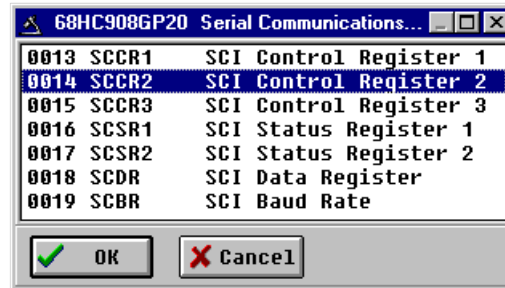 68HC908GP20 Serial Communications...
0013 SCCR1 SCI Control Register 1
0014 SCCR2 SCI Control Register 2
0015 SCCR3 SCI Control Register 3
0016 SCSR1 SCI Status Register 1
0017 SCSR2 SCI Status Register 2
0018 SCDR SCI Data Register
0019 SCBR SCI Baud Rate
OK Cancel